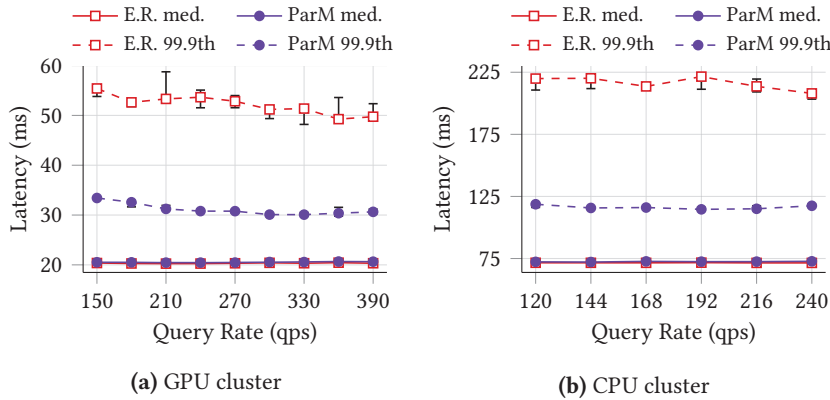 E.R. med. ParM med.
E.R. 99.9th ParM 99.9th
60
50
40
30
20
Latency (ms)
150 210 270 330 390
Query Rate (qps)
(a) GPU cluster
E.R. med. ParM med.
E.R. 99.9th ParM 99.9th
225
175
125
75
Latency (ms)
120 144 168 192 216 240
Query Rate (qps)
(b) CPU cluster